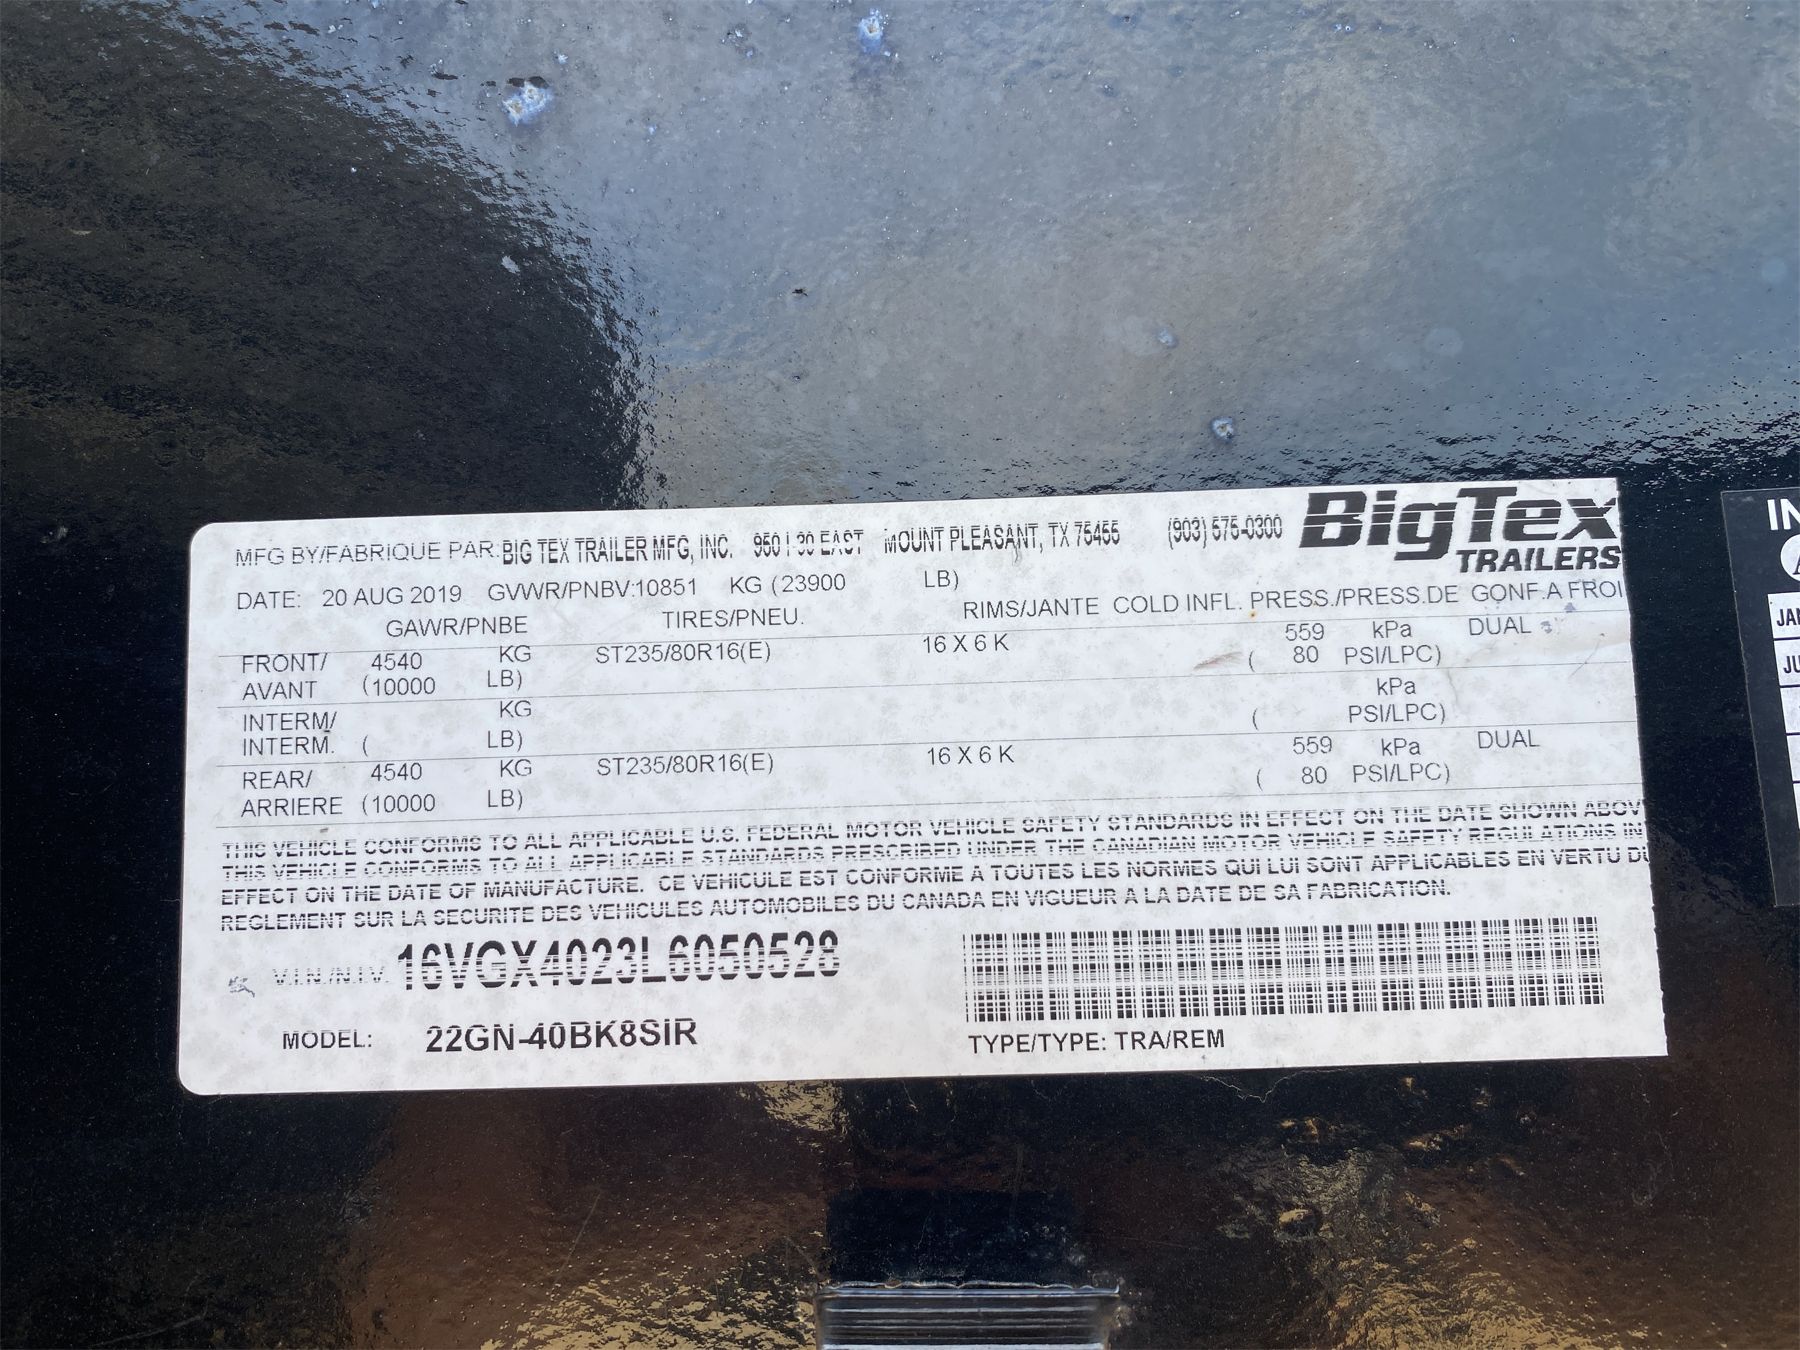 MFG BY/FABRIQUE PAR: BIG TEX TRAILER MFG, INC. 950 I-30 EAST MOUNT PLEASANT, TX 75455 (903) 575-0300
BigTex
TRAILERS
DATE: 20 AUG 2019 GVWR/PNBV:10851 KG (23900 LB)
GAWR/PNBE TIRES/PNEU. RIMS/JANTE COLD INFL. PRESS./PRESS.DE GONF.A FROI
FRONT/ 4540 KG ST235/80R16(E) 16 X 6 K 559 kPa DUAL
AVANT (10000 LB) ( 80 PSI/LPC)
INTERM/ KG kPa
INTERM. ( LB) ( PSI/LPC)
REAR/ 4540 KG ST235/80R16(E) 16 X 6 K 559 kPa DUAL
ARRIERE (10000 LB) ( 80 PSI/LPC)
THIS VEHICLE CONFORMS TO ALL APPLICABLE U.S. FEDERAL MOTOR VEHICLE SAFETY STANDARDS IN EFFECT ON THE DATE SHOWN ABOV
THIS VEHICLE CONFORMS TO ALL APPLICABLE STANDARDS PRESCRIBED UNDER THE CANADIAN MOTOR VEHICLE SAFETY REGULATIONS IN
EFFECT ON THE DATE OF MANUFACTURE. CE VEHICULE EST CONFORME A TOUTES LES NORMES QUI LUI SONT APPLICABLES EN VERTU DU
REGLEMENT SUR LA SECURITE DES VEHICULES AUTOMOBILES DU CANADA EN VIGUEUR A LA DATE DE SA FABRICATION.
V.I.N./N.I.V. 16VGX4023L6050528
MODEL: 22GN-40BK8SIR
TYPE/TYPE: TRA/REM
IN
JAN
JU